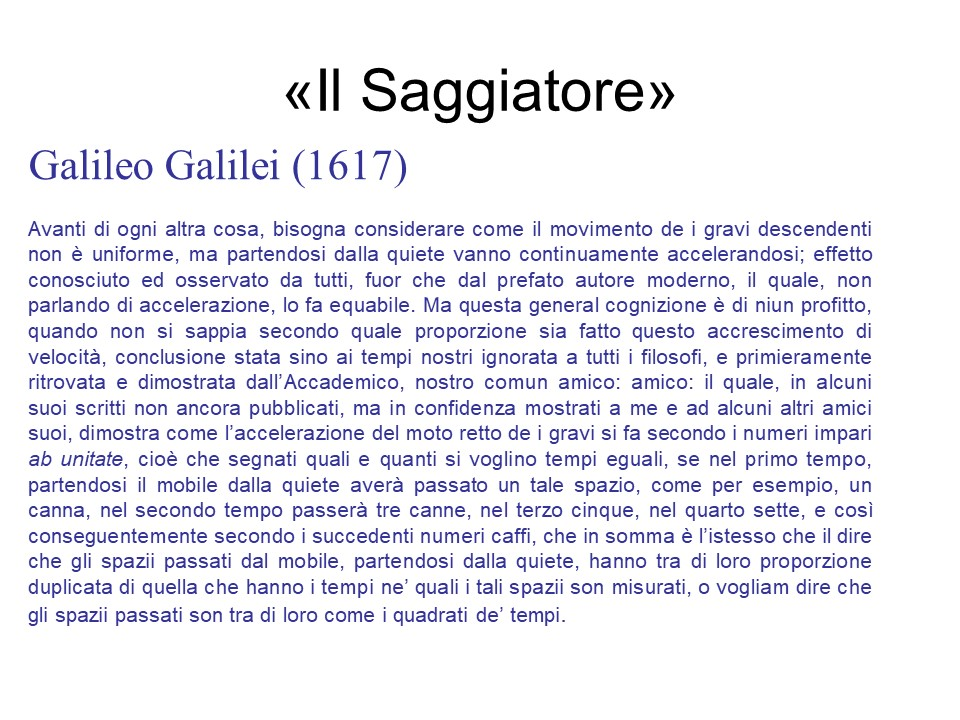 «Il Saggiatore»
Galileo Galilei (1617)
Avanti di ogni altra cosa, bisogna considerare come il movimento de i gravi descendenti
non è uniforme, ma partendosi dalla quiete vanno continuamente accelerandosi; effetto
conosciuto ed osservato da tutti, fuor che dal prefato autore moderno, il quale, non
parlando di accelerazione, lo fa equabile. Ma questa general cognizione è di niun profitto,
quando non si sappia secondo quale proporzione sia fatto questo accrescimento di
velocità, conclusione stata sino ai tempi nostri ignorata a tutti i filosofi, e primieramente
ritrovata e dimostrata dall’Accademico, nostro comun amico: amico: il quale, in alcuni
suoi scritti non ancora pubblicati, ma in confidenza mostrati a me e ad alcuni altri amici
suoi, dimostra come l’accelerazione del moto retto de i gravi si fa secondo i numeri impari
ab unitate, cioè che segnati quali e quanti si voglino tempi eguali, se nel primo tempo,
partendosi il mobile dalla quiete averà passato un tale spazio, come per esempio, un
canna, nel secondo tempo passerà tre canne, nel terzo cinque, nel quarto sette, e così
conseguentemente secondo i succedenti numeri caffi, che in somma è l’istesso che il dire
che gli spazii passati dal mobile, partendosi dalla quiete, hanno tra di loro proporzione
duplicata di quella che hanno i tempi ne’ quali i tali spazii son misurati, o vogliam dire che
gli spazii passati son tra di loro come i quadrati de’ tempi.